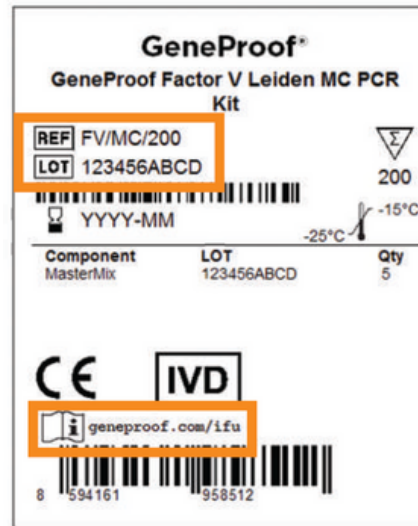 GeneProof®
GeneProof Factor V Leiden MC PCR
Kit
REF FV/MC/200
LOT 123456ABCD
Σ
200
YYYY-MM
-25°C -15°C
Component LOT Qty
MasterMix 123456ABCD 5
CE IVD
i geneproof.com/ifu
8 594161 958512